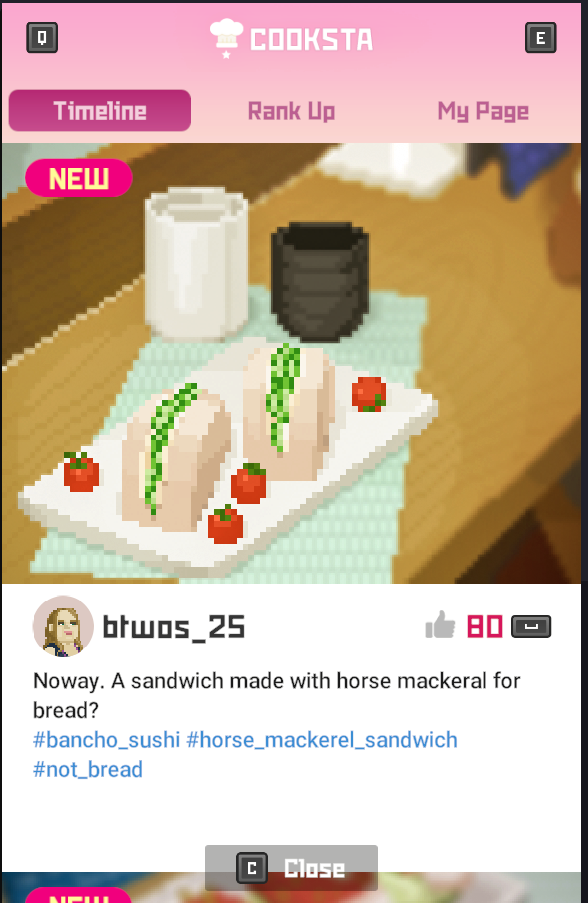 Q
COOKSTA
E
Timeline
Rank Up
My Page
NEW
btwos_25
80
Noway. A sandwich made with horse mackeral for
bread?
#bancho_sushi #horse_mackerel_sandwich
#not_bread
C Close
NEW